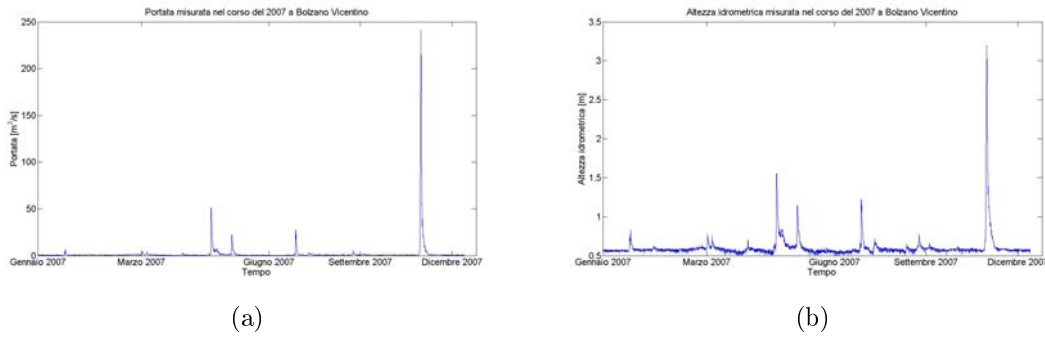 Portata misurata nel corso del 2007 a Bolzano Vicentino
250
200
150
100
50
0
Portata [m³/s]
Gennaio 2007 Marzo 2007 Giugno 2007 Settembre 2007 Dicembre 2007
Tempo
(a)
Altezza idrometrica misurata nel corso del 2007 a Bolzano Vicentino
3.5
3
2.5
2
1.5
1
0.5
Altezza idrometrica [m]
Gennaio 2007 Marzo 2007 Giugno 2007 Settembre 2007 Dicembre 2007
Tempo
(b)